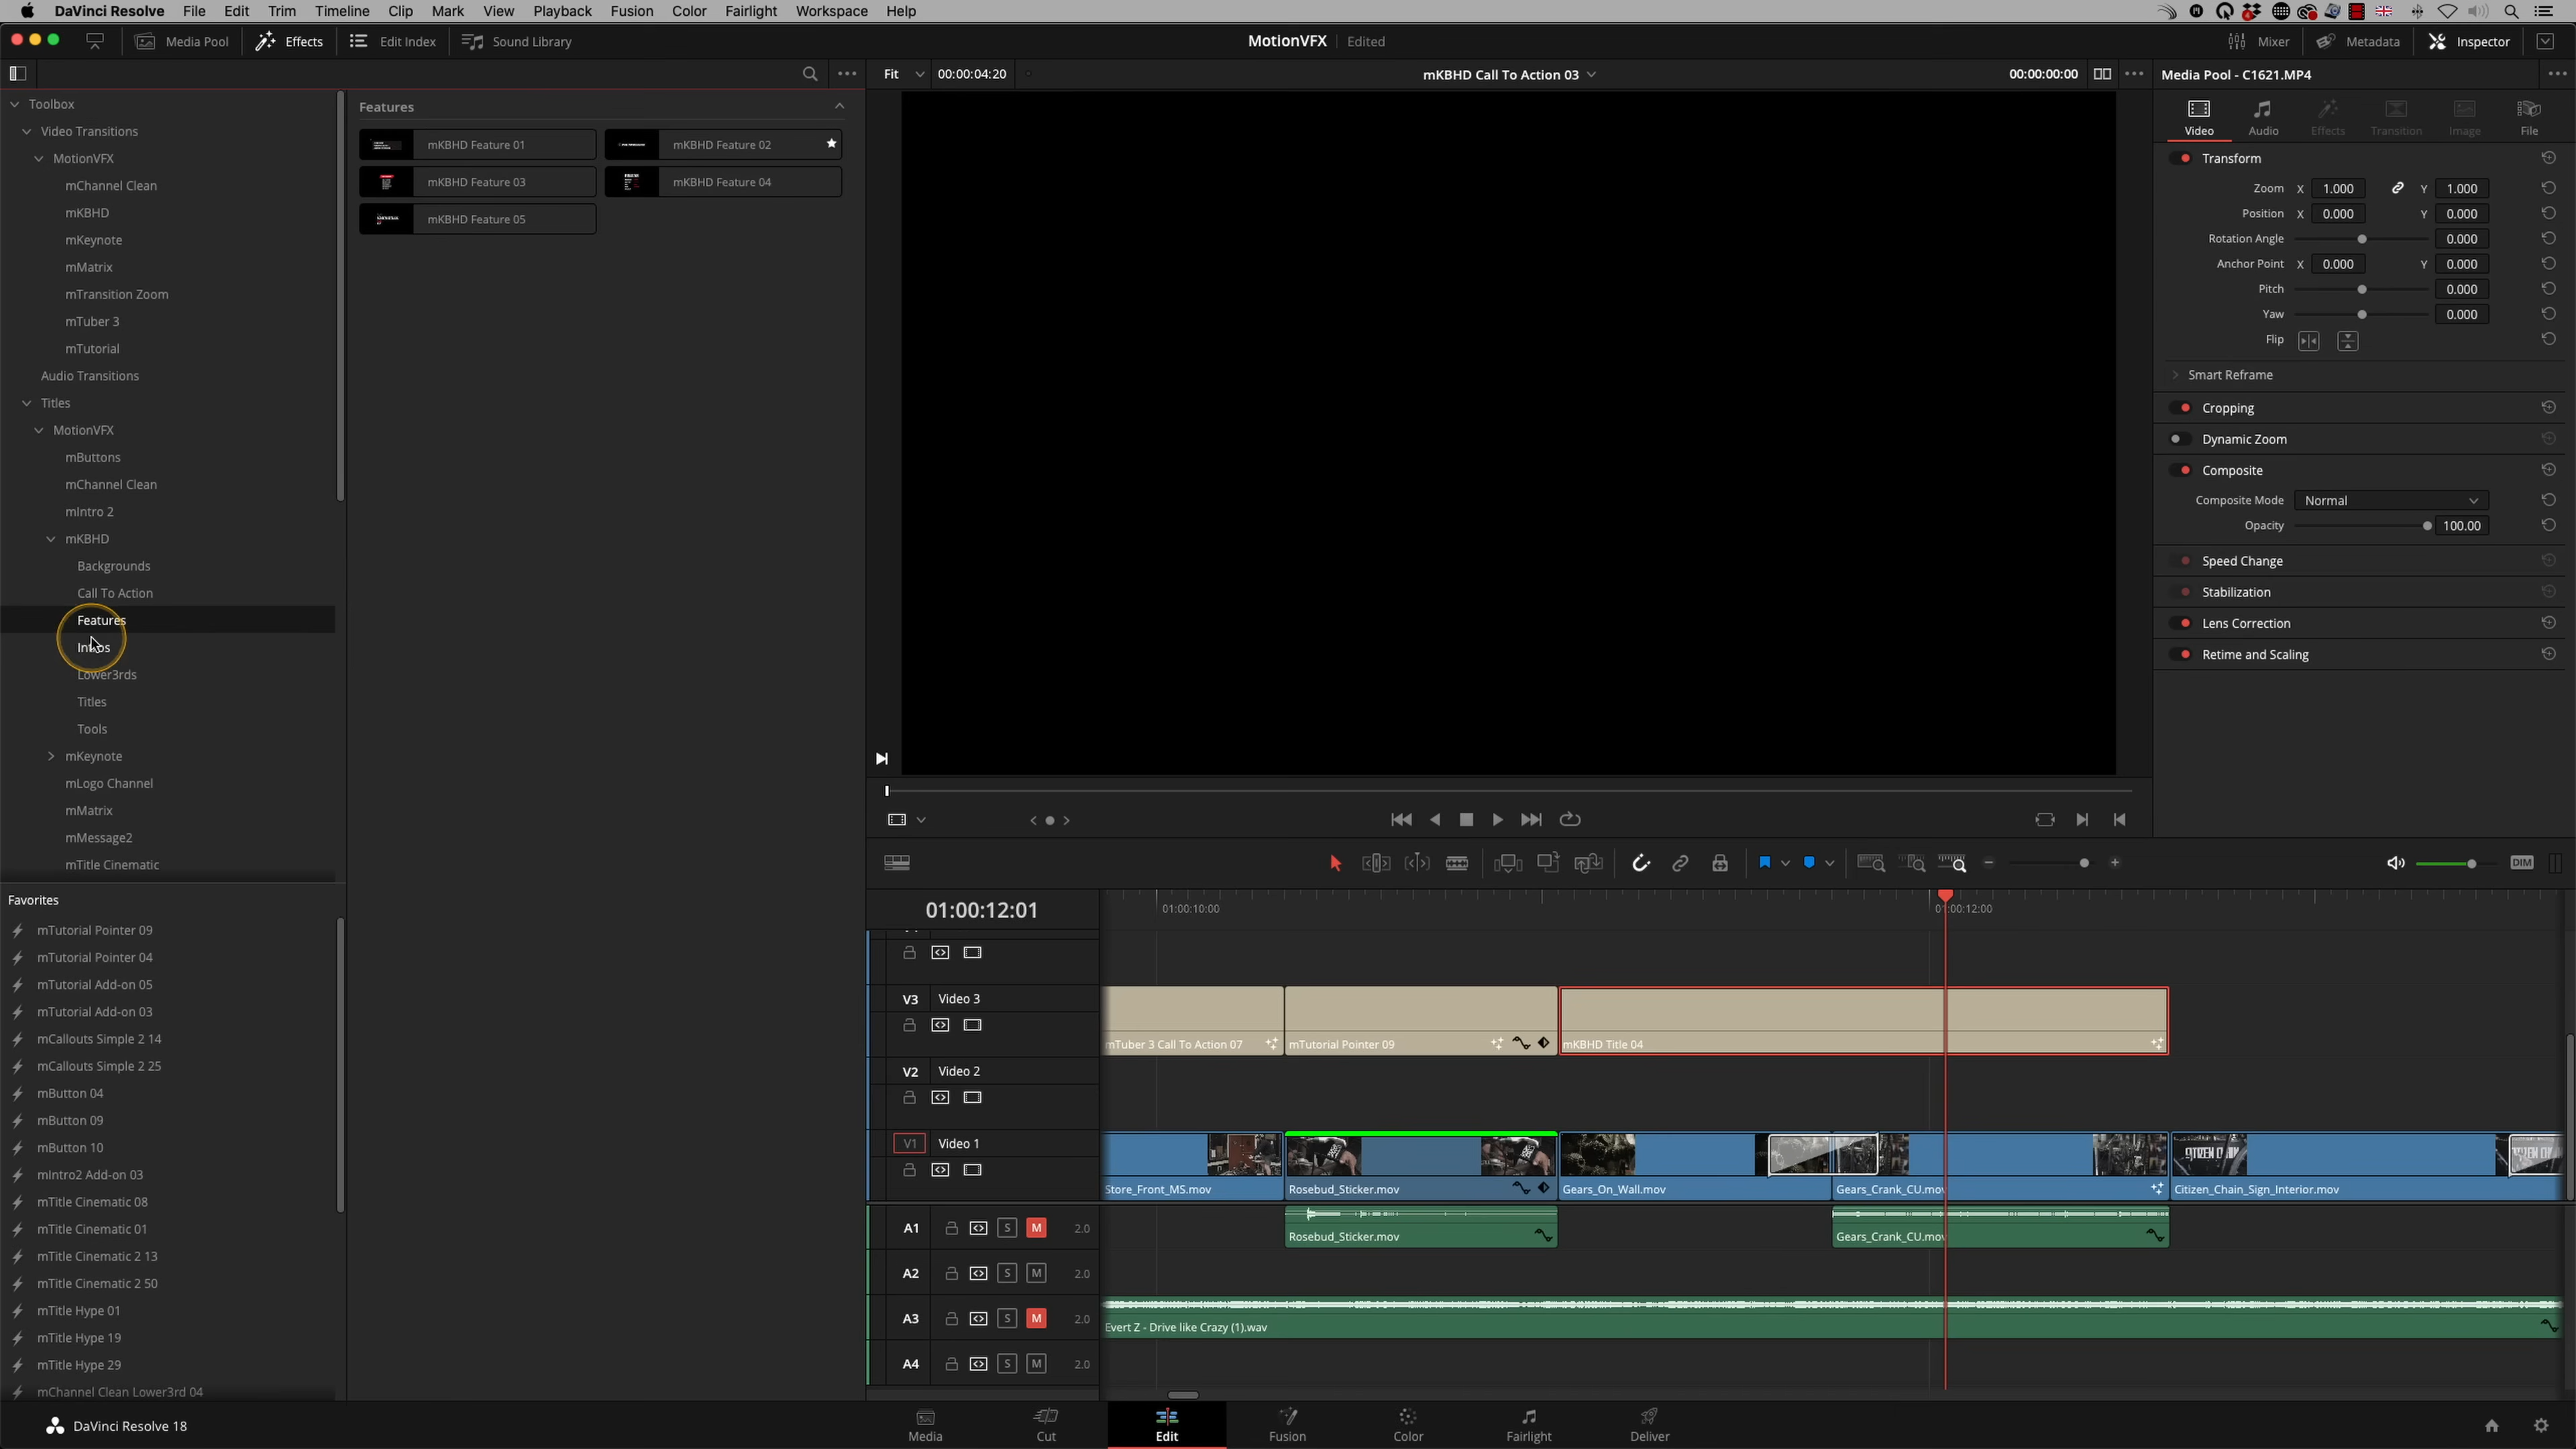 DaVinci Resolve File Edit Trim Timeline Clip Mark View Playback Fusion Color Fairlight Workspace Help
Media Pool Effects Edit Index Sound Library MotionVFX Edited Mixer Metadata Inspector
Fit 00:00:04:20 mKBHD Call To Action 03 00:00:00:00 Media Pool - C1621.MP4
Toolbox
Video Transitions
MotionVFX
mChannel Clean
mKBHD
mKeynote
mMatrix
mTransition Zoom
mTuber 3
mTutorial
Audio Transitions
Titles
MotionVFX
mButtons
mChannel Clean
mIntro 2
mKBHD
Backgrounds
Call To Action
Features
Intros
Lower3rds
Titles
Tools
mKeynote
mLogo Channel
mMatrix
mMessage2
mTitle Cinematic
Favorites
mTutorial Pointer 09
mTutorial Pointer 04
mTutorial Add-on 05
mTutorial Add-on 03
mCallouts Simple 2 14
mCallouts Simple 2 25
mButton 04
mButton 09
mButton 10
mIntro2 Add-on 03
mTitle Cinematic 08
mTitle Cinematic 01
mTitle Cinematic 2 13
mTitle Cinematic 2 50
mTitle Hype 01
mTitle Hype 19
mTitle Hype 29
mChannel Clean Lower3rd 04
Features
mKBHD Feature 01 mKBHD Feature 02
mKBHD Feature 03 mKBHD Feature 04
mKBHD Feature 05
Video Audio Effects Transition Image File
Transform
Zoom X 1.000 Y 1.000
Position X 0.000 Y 0.000
Rotation Angle 0.000
Anchor Point X 0.000 Y 0.000
Pitch 0.000
Yaw 0.000
Flip
Smart Reframe
Cropping
Dynamic Zoom
Composite
Composite Mode Normal
Opacity 100.00
Speed Change
Stabilization
Lens Correction
Retime and Scaling
DIM
01:00:12:01 01:00:10:00 01:00:12:00
V3 Video 3
mTuber 3 Call To Action 07 mTutorial Pointer 09 mKBHD Title 04
V2 Video 2
V1 Video 1
Store_Front_MS.mov Rosebud_Sticker.mov Gears_On_Wall.mov Gears_Crank_CU.mov Citizen_Chain_Sign_Interior.mov
A1 S M 2.0
Rosebud_Sticker.mov Gears_Crank_CU.mov
A2 S M 2.0
A3 S M 2.0
Evert Z - Drive like Crazy (1).wav
A4 S M 2.0
DaVinci Resolve 18
Media Cut Edit Fusion Color Fairlight Deliver